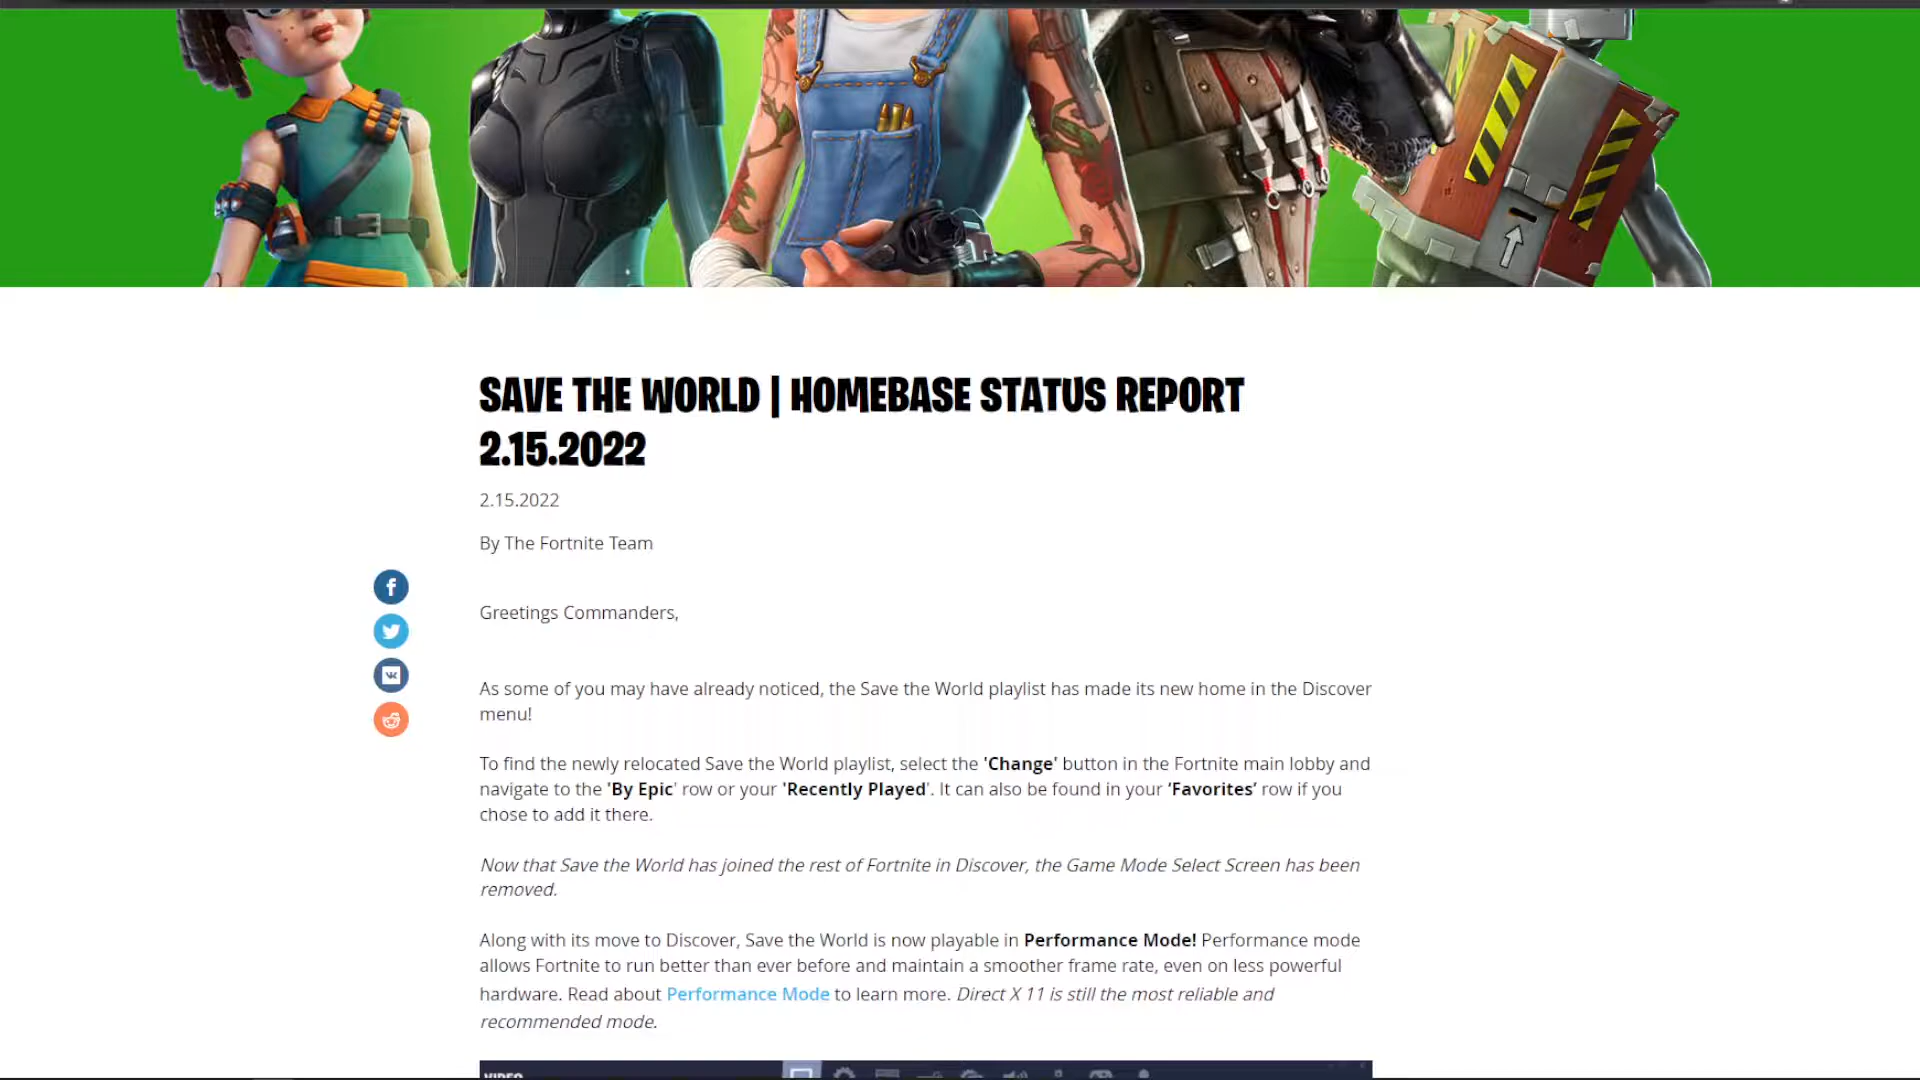 SAVE THE WORLD | HOMEBASE STATUS REPORT
2.15.2022
2.15.2022
By The Fortnite Team
Greetings Commanders,
As some of you may have already noticed, the Save the World playlist has made its new home in the Discover
menu!
To find the newly relocated Save the World playlist, select the 'Change' button in the Fortnite main lobby and
navigate to the 'By Epic' row or your 'Recently Played'. It can also be found in your ‘Favorites’ row if you
chose to add it there.
Now that Save the World has joined the rest of Fortnite in Discover, the Game Mode Select Screen has been
removed.
Along with its move to Discover, Save the World is now playable in Performance Mode! Performance mode
allows Fortnite to run better than ever before and maintain a smoother frame rate, even on less powerful
hardware. Read about Performance Mode to learn more. Direct X 11 is still the most reliable and
recommended mode.
VIDEO